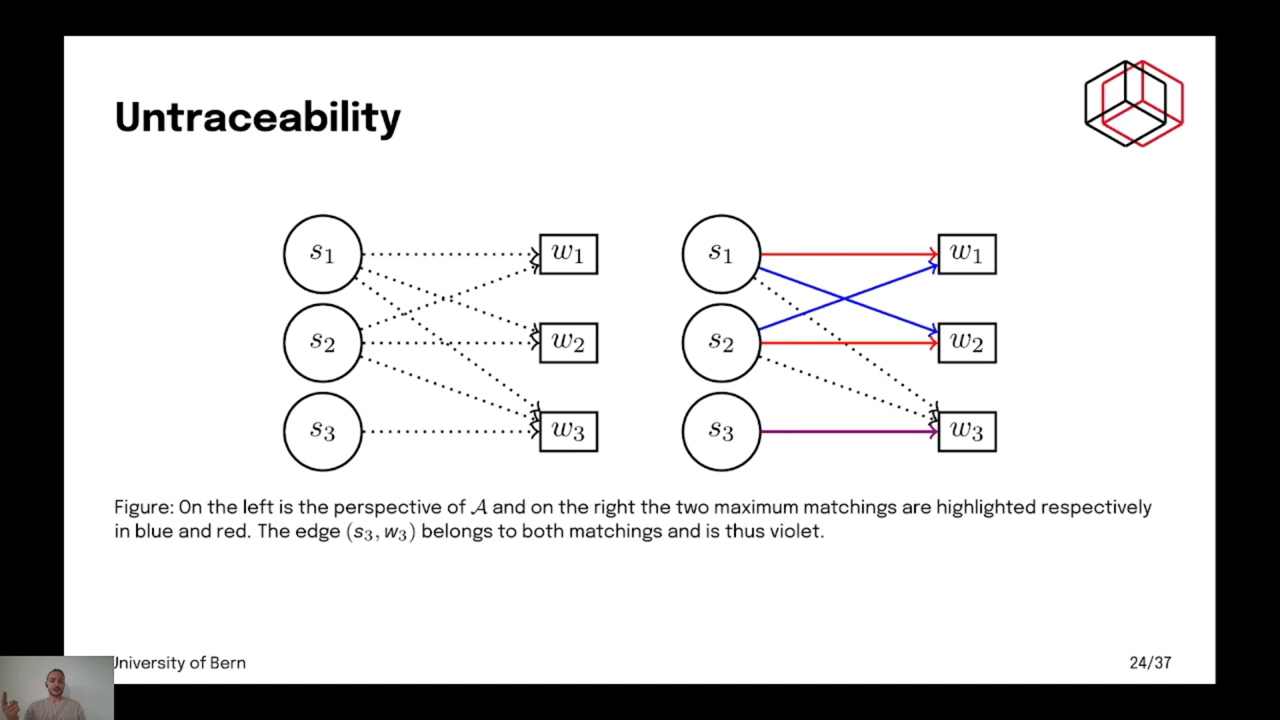 Untraceability
s₁ w₁ s₁ w₁
s₂ w₂ s₂ w₂
s₃ w₃ s₃ w₃
Figure: On the left is the perspective of 𝒜 and on the right the two maximum matchings are highlighted respectively
in blue and red. The edge (s₃, w₃) belongs to both matchings and is thus violet.
University of Bern 24/37